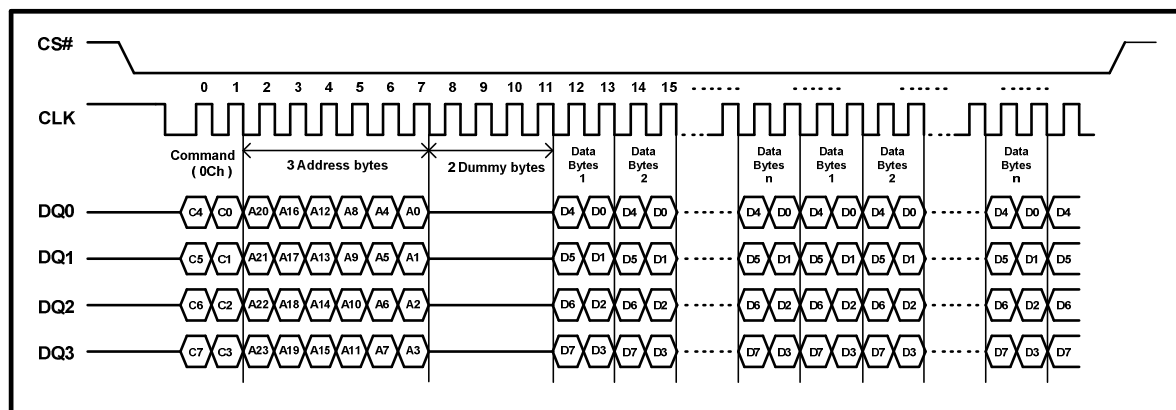 CS#
0 1 2 3 4 5 6 7 8 9 10 11 12 13 14 15
CLK
Command
( 0Ch )
3 Address bytes
2 Dummy bytes
Data
Bytes
1
Data
Bytes
2
Data
Bytes
n
Data
Bytes
1
Data
Bytes
2
Data
Bytes
n
DQ0 C4 C0 A20 A16 A12 A8 A4 A0 D4 D0 D4 D0 D4 D0 D4 D0 D4 D0 D4 D0 D4
DQ1 C5 C1 A21 A17 A13 A9 A5 A1 D5 D1 D5 D1 D5 D1 D5 D1 D5 D1 D5 D1 D5
DQ2 C6 C2 A22 A18 A14 A10 A6 A2 D6 D2 D6 D2 D6 D2 D6 D2 D6 D2 D6 D2 D6
DQ3 C7 C3 A23 A19 A15 A11 A7 A3 D7 D3 D7 D3 D7 D3 D7 D3 D7 D3 D7 D3 D7